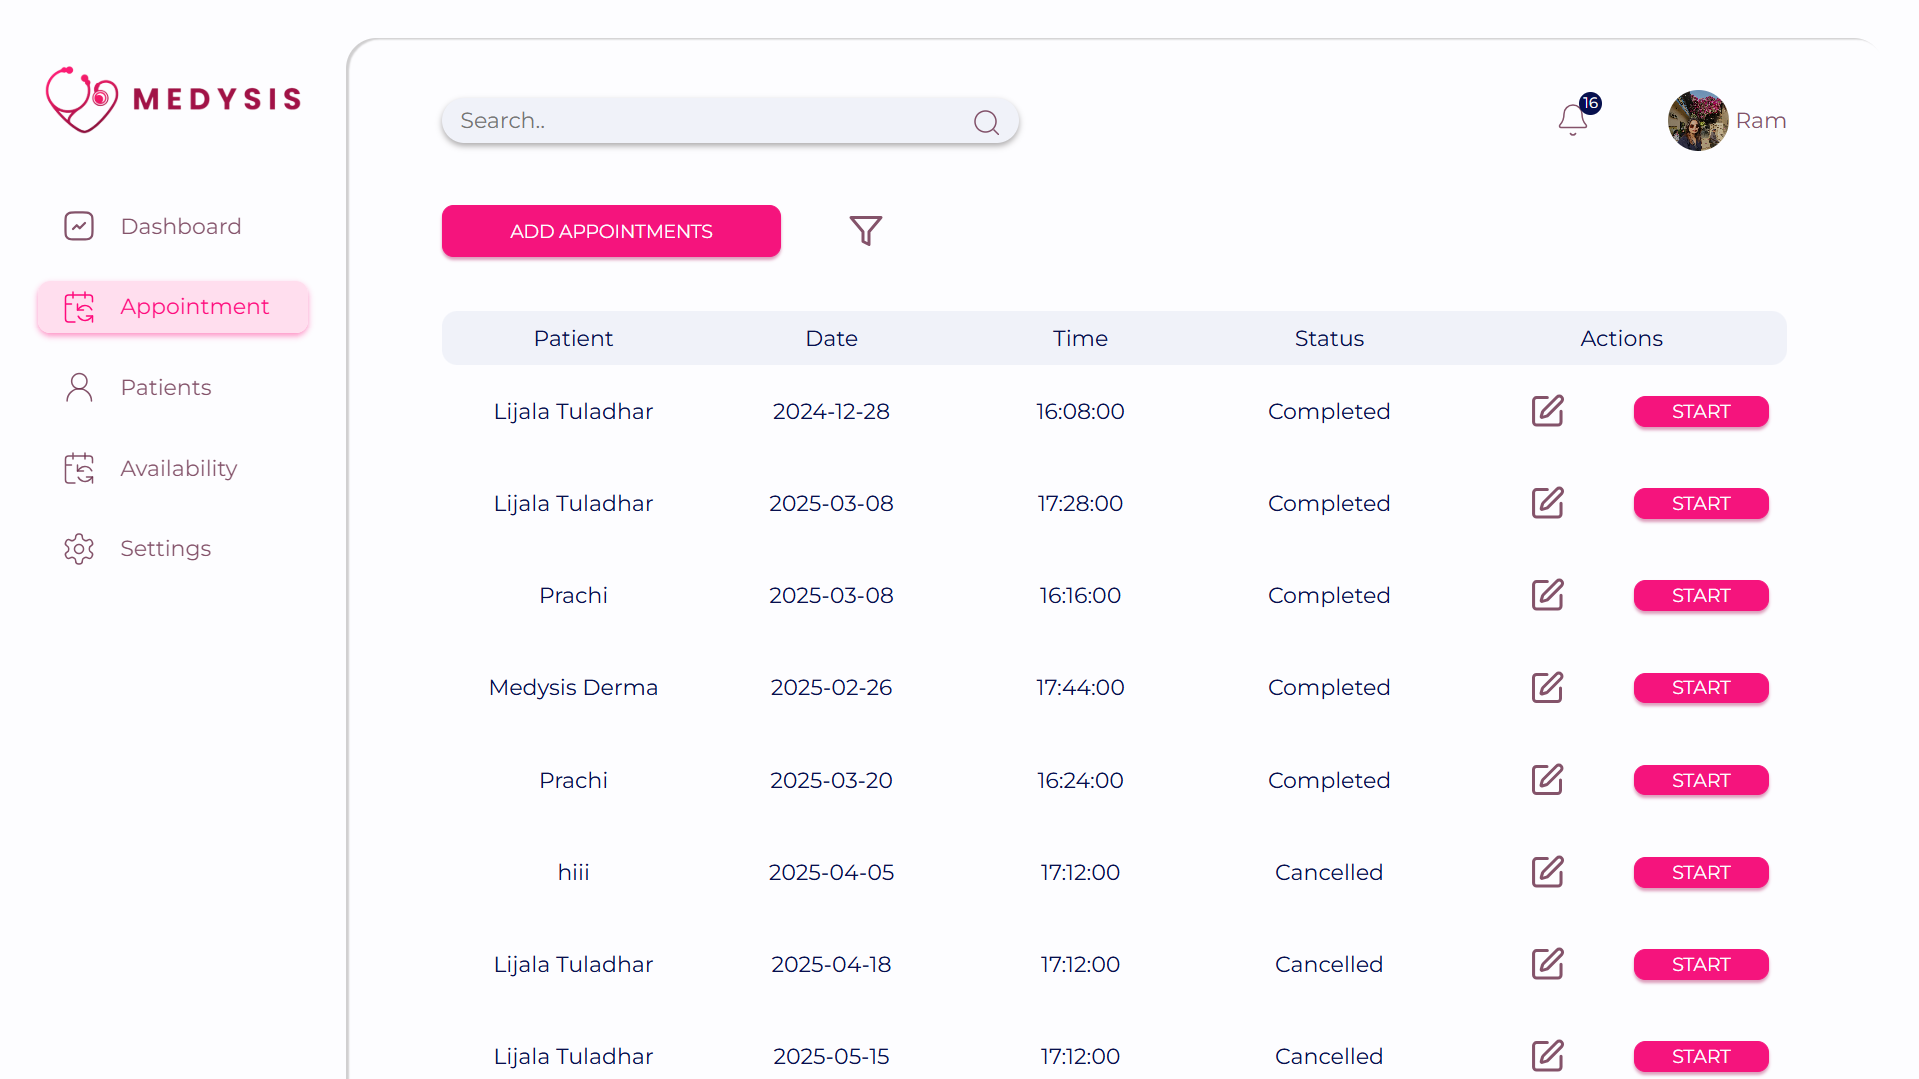 MEDYSIS
Search..
16
Ram
Dashboard
ADD APPOINTMENTS
Appointment
Patient Date Time Status Actions
Patients
Lijala Tuladhar 2024-12-28 16:08:00 Completed START
Availability
Lijala Tuladhar 2025-03-08 17:28:00 Completed START
Settings
Prachi 2025-03-08 16:16:00 Completed START
Medysis Derma 2025-02-26 17:44:00 Completed START
Prachi 2025-03-20 16:24:00 Completed START
hiii 2025-04-05 17:12:00 Cancelled START
Lijala Tuladhar 2025-04-18 17:12:00 Cancelled START
Lijala Tuladhar 2025-05-15 17:12:00 Cancelled START